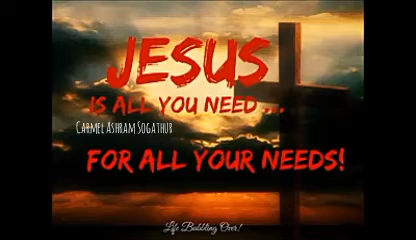 JESUS
IS ALL YOU NEED ...
Carmel Ashram Sogathur
FOR ALL YOUR NEEDS!
Life Bubbling Over!